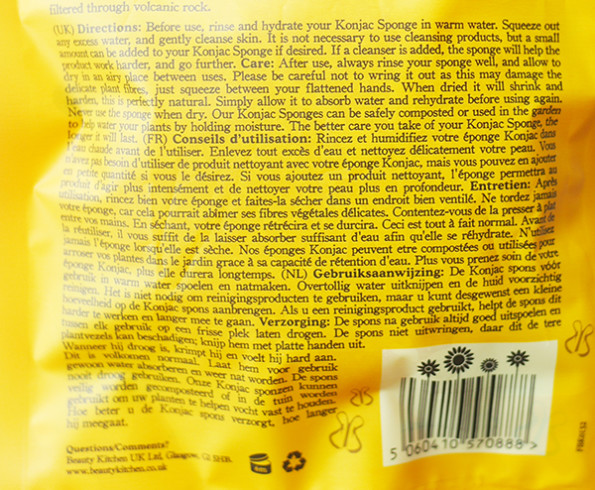 filtered through volcanic rock.
(UK) Directions: Before use, rinse and hydrate your Konjac Sponge in warm water. Squeeze out
any excess water, and gently cleanse skin. It is not necessary to use cleansing products, but a small
amount can be added to your Konjac Sponge if desired. If a cleanser is added, the sponge will help the
product work harder, and go further. Care: After use, always rinse your sponge well, and allow to
dry in an airy place between uses. Please be careful not to wring it out as this may damage the
delicate plant fibres, just squeeze between your flattened hands. When dried it will shrink and
harden, this is perfectly natural. Simply allow it to absorb water and rehydrate before using again.
Never use the sponge when dry. Our Konjac Sponges can be safely composted or used in the garden
to help water your plants by holding moisture. The better care you take of your Konjac Sponge, the
longer it will last. (FR) Conseils d'utilisation: Rincez et humidifiez votre éponge Konjac dans
l'eau chaude avant de l'utiliser. Enlevez tout excès d'eau et nettoyez délicatement votre peau. Vous
n'avez pas besoin d'utiliser de produit nettoyant avec votre éponge Konjac, mais vous pouvez en ajouter
en petite quantité si vous le désirez. Si vous ajoutez un produit nettoyant, l'éponge permettra au
produit d'agir plus intensément et de nettoyer votre peau plus en profondeur. Entretien: Après
utilisation, rincez bien votre éponge et faites-la sécher dans un endroit bien ventilé. Ne tordez jamais
votre éponge, car cela pourrait abîmer ses fibres végétales délicates. Contentez-vous de la presser à plat
entre vos mains. En séchant, votre éponge rétrécira et se durcira. Ceci est tout à fait normal. Avant de
la réutiliser, il vous suffit de la laisser absorber suffisant d'eau afin qu'elle se réhydrate. N'utilisez
jamais l'éponge lorsqu'elle est sèche. Nos éponges Konjac peuvent être compostées ou utilisées pour
arroser vos plantes dans le jardin grace à sa capacité de rétention d'eau. Plus vous prenez soin de votre
éponge Konjac, plus elle durera longtemps. (NL) Gebruiksaanwijzing: De Konjac spons vóór
gebruik in warm water spoelen en natmaken. Overtollig water uitknijpen en de huid voorzichtig
reinigen. Het is niet nodig om reinigingsproducten te gebruiken, maar u kunt desgewenst een kleine
hoeveelheid op de Konjac spons aanbrengen. Als u een reinigingsproduct gebruikt, helpt de spons dit
harder te werken en langer mee te gaan. Verzorging: De spons na gebruik altijd goed uitspoelen en
tussen elk gebruik op een frisse plek laten drogen. De spons niet uitwringen, daar dit de tere
plantvezels kan beschadigen; knijp hem met platte handen uit.
Wanneer hij droog is, krimpt hij en voelt hij hard aan.
Dit is volkomen normaal. Laat hem voor gebruik
gewoon water absorberen en weer nat worden. De spons
nooit droog gebruiken. Onze Konjac sponzen kunnen
veilig worden gecomposteerd of in de tuin worden
gebruikt om uw planten te helpen vocht vast te houden.
Hoe beter u de Konjac spons verzorgt, hoe langer
hij meegaat.
Questions/Comments?
Beauty Kitchen UK Ltd, Glasgow, G1 3HB.
www.beautykitchen.co.uk
5 060410 570888 >